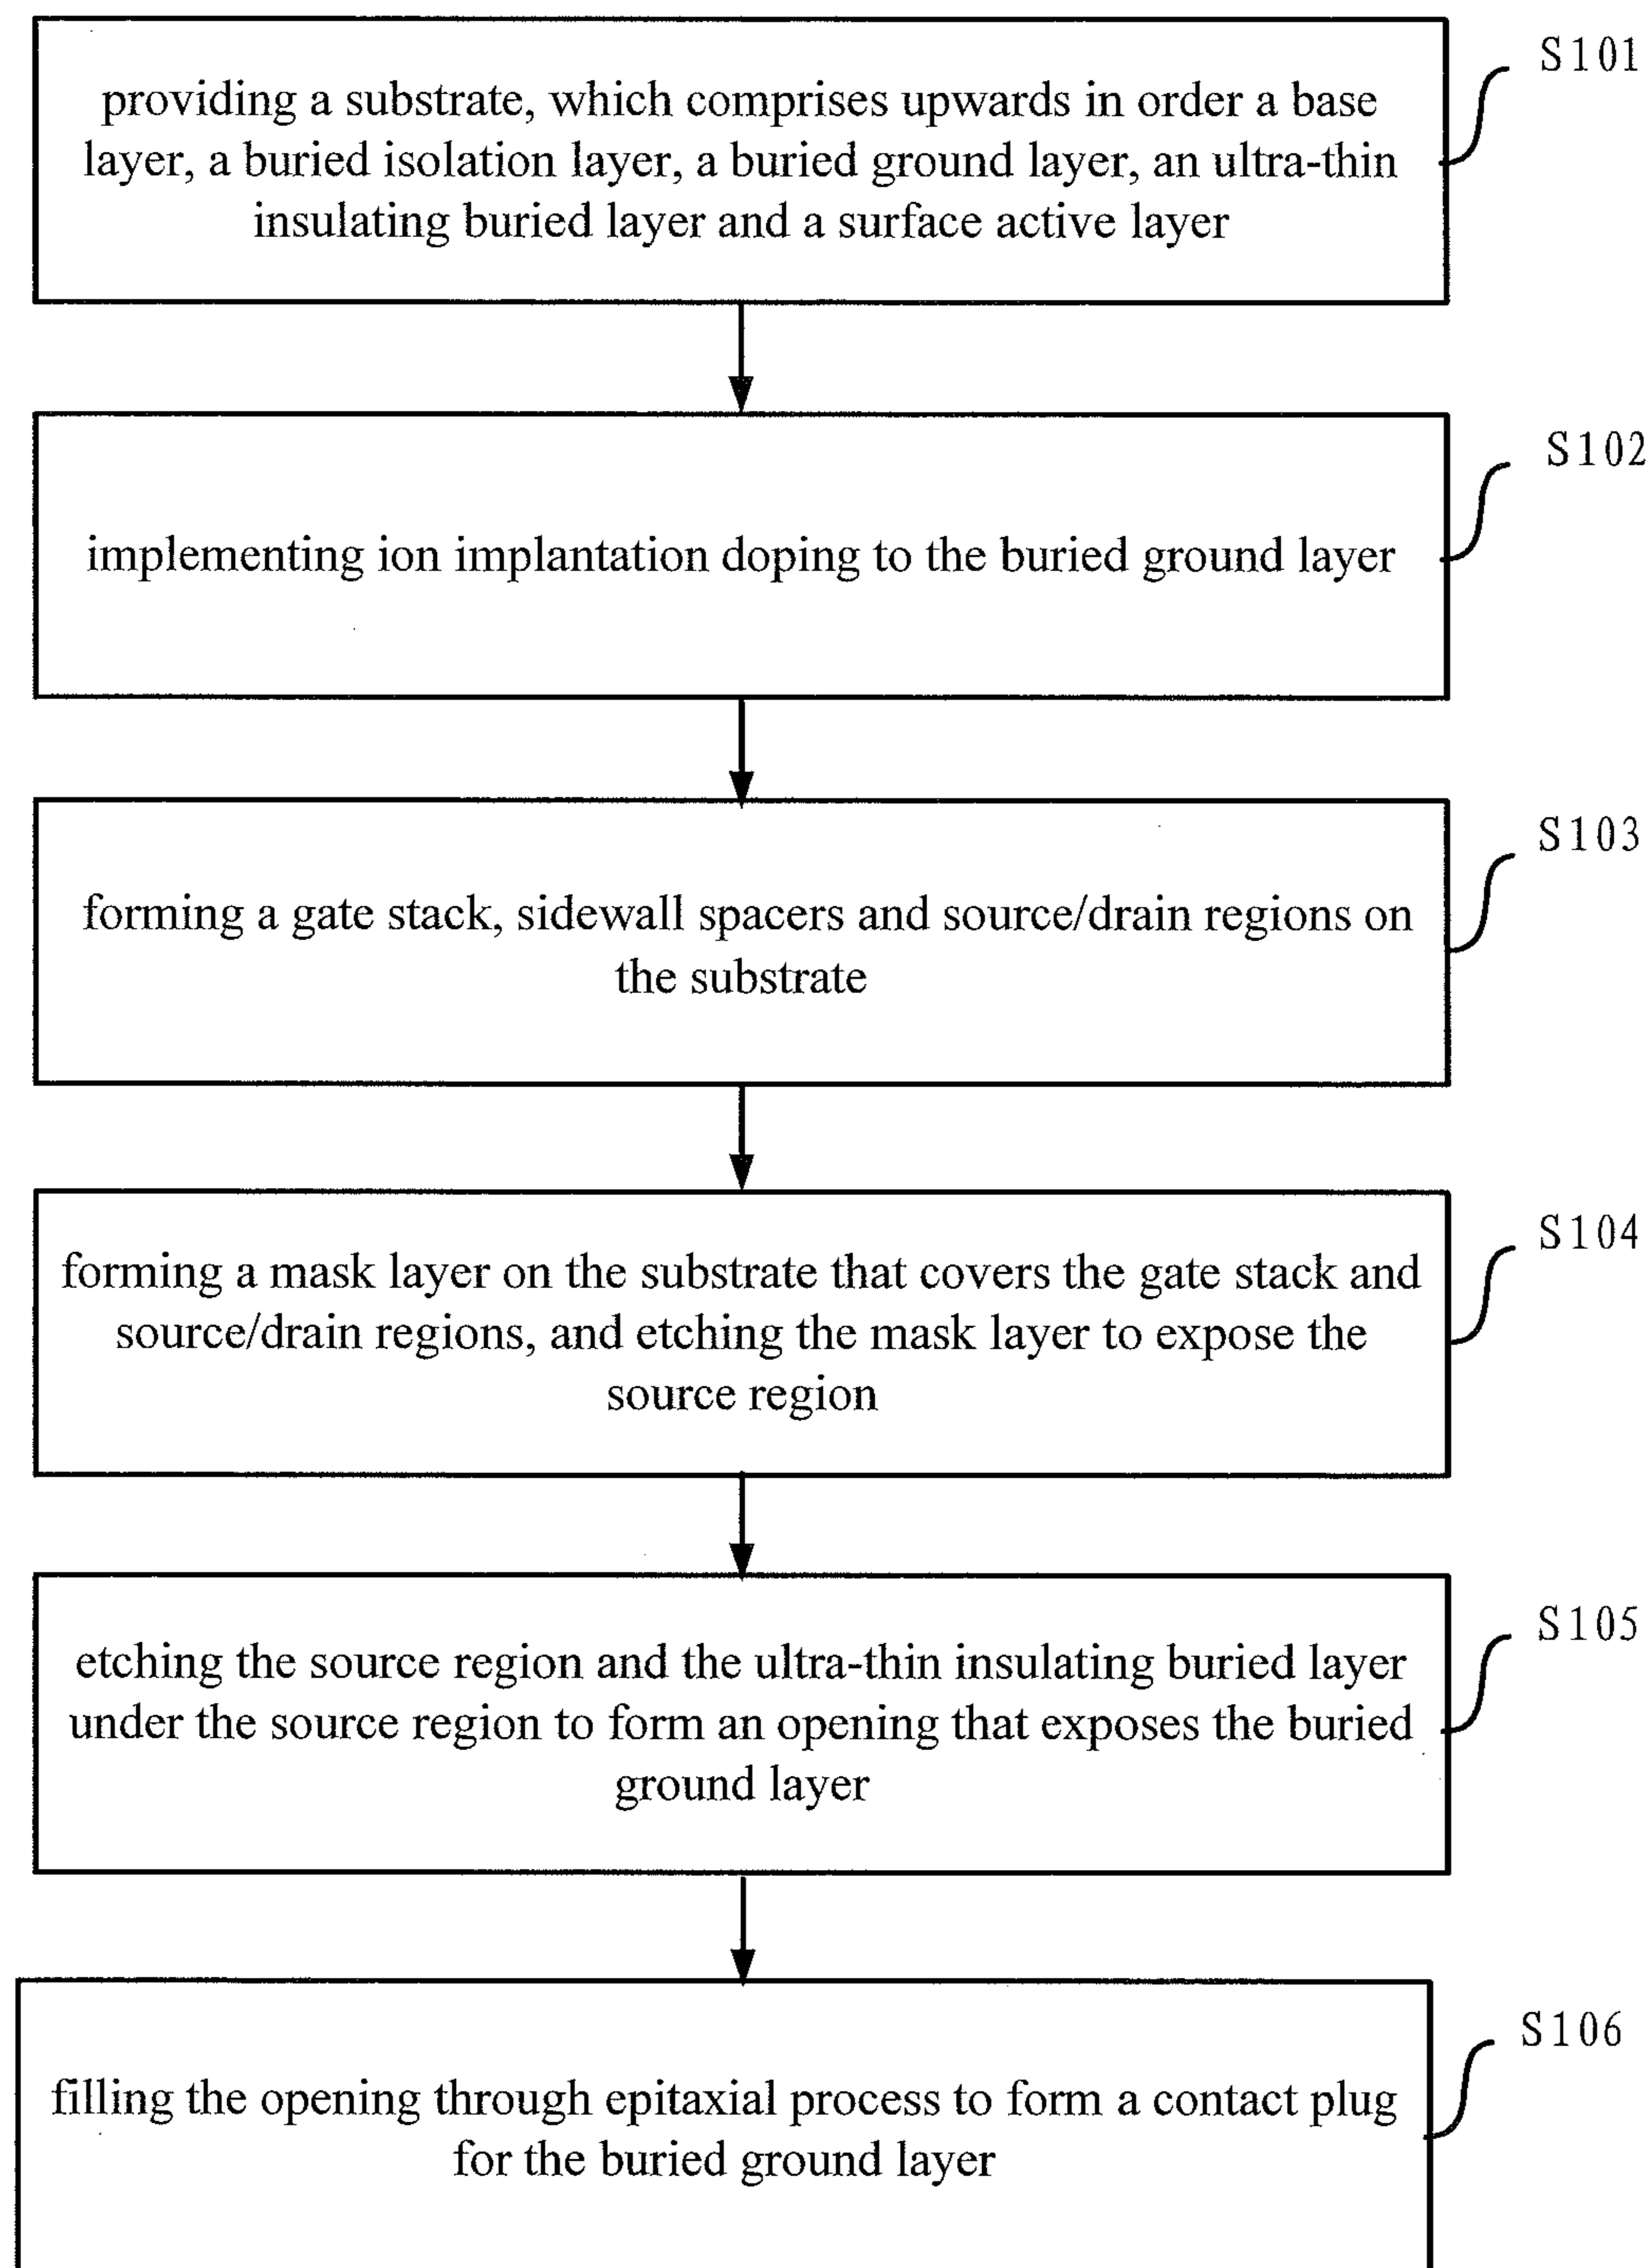 S101
providing a substrate, which comprises upwards in order a base
layer, a buried isolation layer, a buried ground layer, an ultra-thin
insulating buried layer and a surface active layer
S102
implementing ion implantation doping to the buried ground layer
S103
forming a gate stack, sidewall spacers and source/drain regions on
the substrate
S104
forming a mask layer on the substrate that covers the gate stack and
source/drain regions, and etching the mask layer to expose the
source region
S105
etching the source region and the ultra-thin insulating buried layer
under the source region to form an opening that exposes the buried
ground layer
S106
filling the opening through epitaxial process to form a contact plug
for the buried ground layer